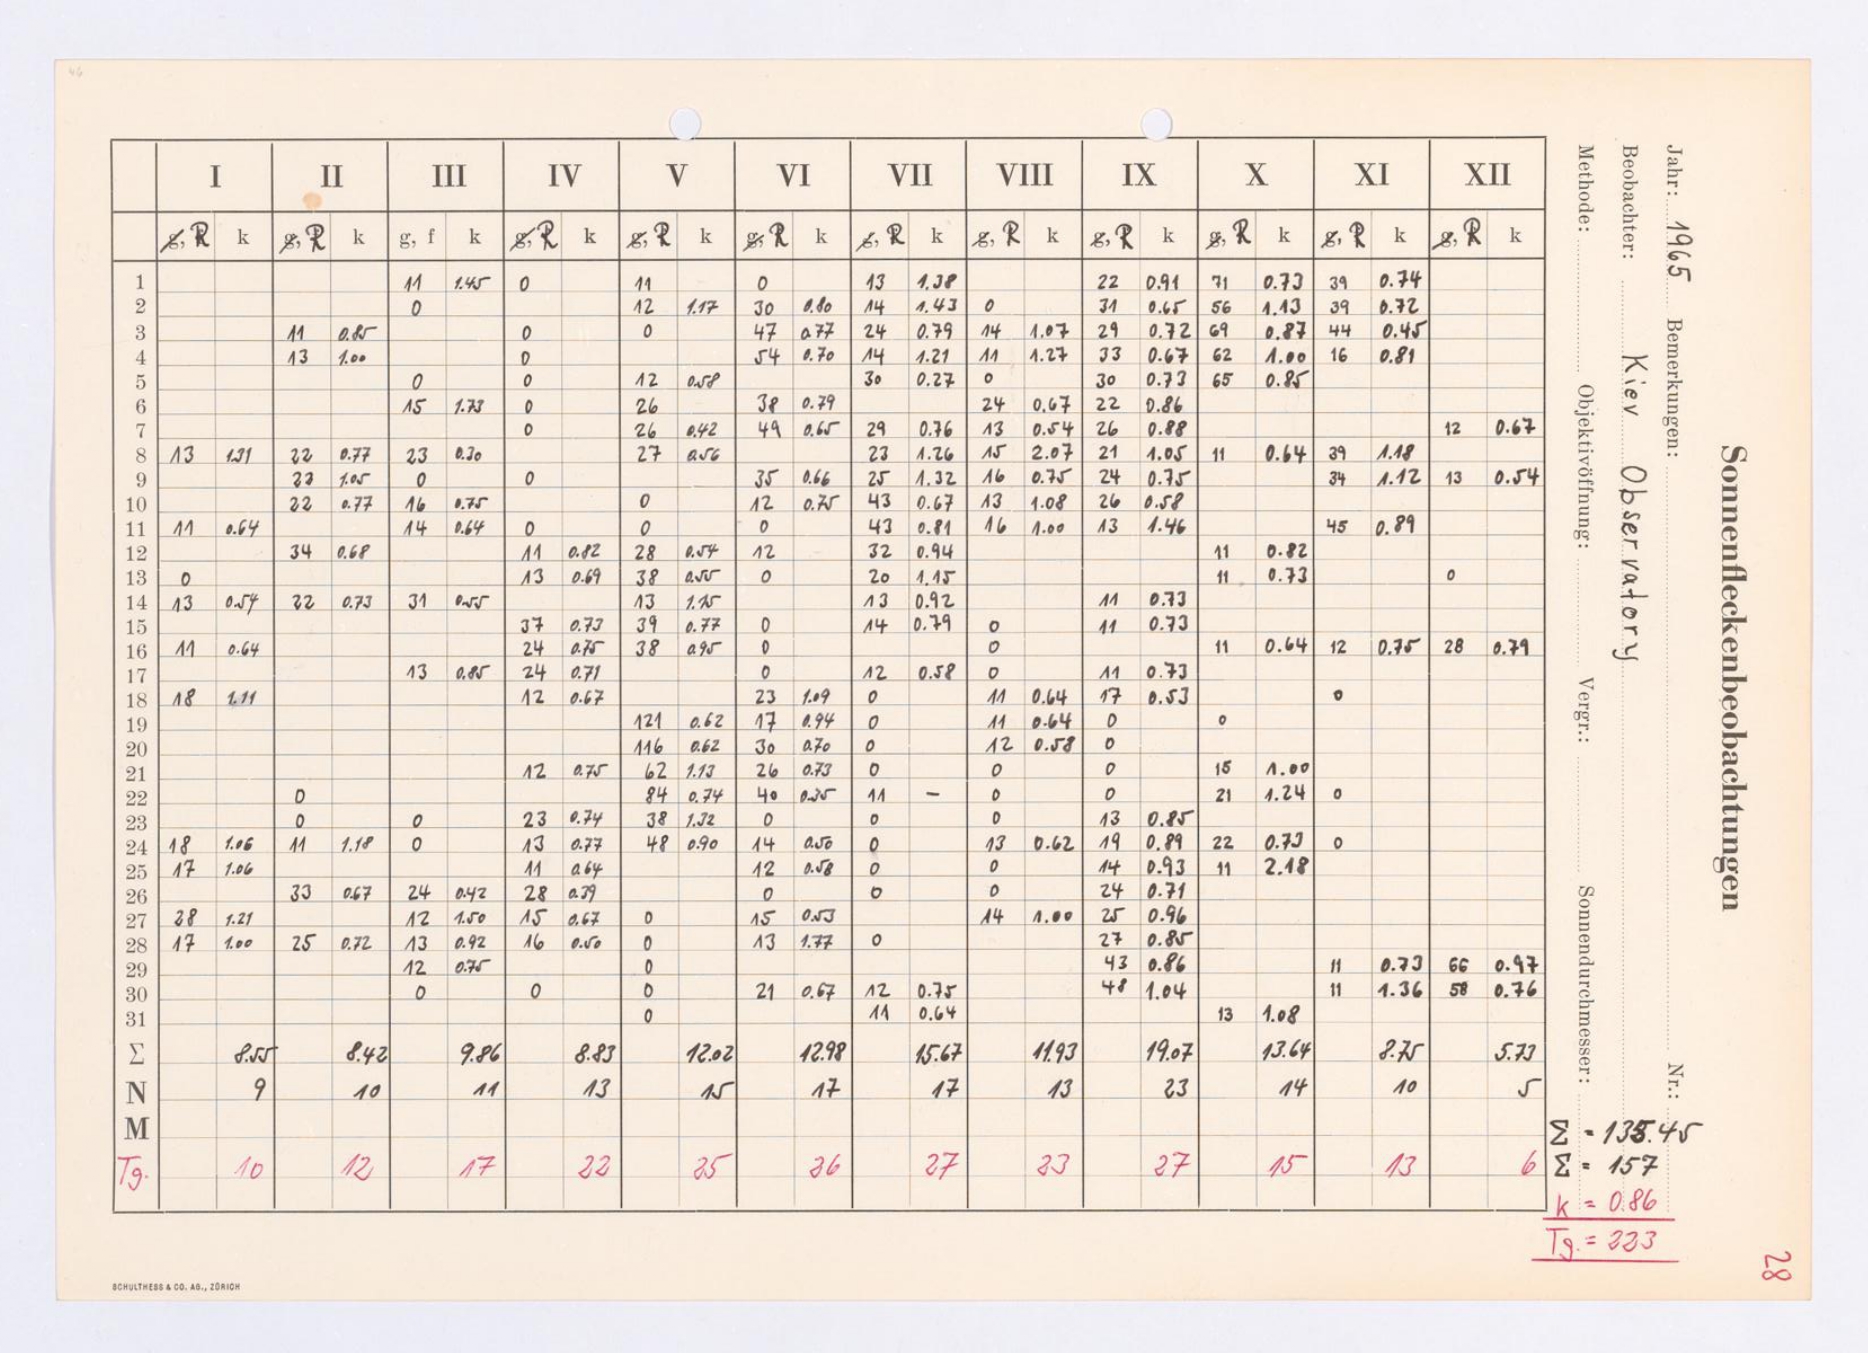 46
I II III IV V VI VII VIII IX X XI XII
g, R k g, R k g, f k g, R k g, R k g, R k g, R k g, R k g, R k g, R k g, R k g, R k
1 11 1.45 0 11 0 13 1.38 22 0.91 71 0.73 39 0.74
2 0 12 1.17 30 0.80 14 1.43 0 31 0.65 56 1.13 39 0.72
3 11 0.85 0 0 47 0.77 24 0.79 14 1.07 29 0.72 69 0.87 44 0.45
4 13 1.00 0 54 0.70 14 1.21 11 1.27 33 0.67 62 1.00 16 0.81
5 0 0 12 0.58 30 0.27 0 30 0.73 65 0.85
6 15 1.73 0 26 38 0.79 24 0.67 22 0.86
7 0 26 0.42 49 0.65 29 0.76 13 0.54 26 0.88 12 0.67
8 13 1.31 22 0.77 23 0.30 27 0.56 23 1.26 15 2.07 21 1.05 11 0.64 39 1.18
9 22 1.05 0 0 35 0.66 25 1.32 16 0.75 24 0.75 34 1.12 13 0.54
10 22 0.77 16 0.75 0 12 0.75 43 0.67 13 1.08 26 0.58
11 11 0.64 14 0.64 0 0 0 43 0.81 16 1.00 13 1.46 45 0.89
12 34 0.68 11 0.82 28 0.54 12 32 0.94 11 0.82
13 0 13 0.69 38 0.55 0 20 1.15 11 0.73 0
14 13 0.54 22 0.73 31 0.55 13 1.15 13 0.92 11 0.73
15 37 0.73 39 0.77 0 14 0.79 0 11 0.73
16 11 0.64 24 0.75 38 0.95 0 0 11 0.64 12 0.75 28 0.79
17 13 0.85 24 0.71 0 12 0.58 0 11 0.73
18 18 1.11 12 0.67 23 1.09 0 11 0.64 17 0.53 0
19 121 0.62 17 0.94 0 11 0.64 0 0
20 116 0.62 30 0.70 0 12 0.58 0
21 12 0.75 62 1.13 26 0.73 0 0 0 15 1.00
22 0 84 0.74 40 0.35 11 – 0 0 21 1.24 0
23 0 0 23 0.74 38 1.32 0 0 0 13 0.85
24 18 1.06 11 1.18 0 13 0.77 48 0.90 14 0.50 0 13 0.62 19 0.89 22 0.73 0
25 17 1.06 11 0.64 12 0.58 0 0 14 0.93 11 2.18
26 33 0.67 24 0.42 28 0.39 0 0 0 24 0.71
27 28 1.21 12 1.50 15 0.67 0 15 0.53 14 1.00 25 0.96
28 17 1.00 25 0.72 13 0.92 16 0.50 0 13 1.77 0 27 0.85
29 12 0.75 0 43 0.86 11 0.73 66 0.97
30 0 0 0 21 0.67 12 0.75 48 1.04 11 1.36 58 0.76
31 0 11 0.64 13 1.08
Σ 8.55 8.42 9.86 8.83 12.02 12.98 15.67 11.93 19.07 13.64 8.75 5.73
N 9 10 11 13 15 17 17 13 23 14 10 5
M
Tg. 10 12 17 22 25 26 27 23 27 15 13 6
Sonnenfleckenbeobachtungen
Jahr: 1965 Bemerkungen: Nr.:
Beobachter: Kiev Observatory
Methode: Objektivöffnung: Vergr.: Sonnendurchmesser:
Σ = 135.45
Σ = 157
k = 0.86
Tg. = 223
28
SCHULTHESS & CO. AG., ZÜRICH